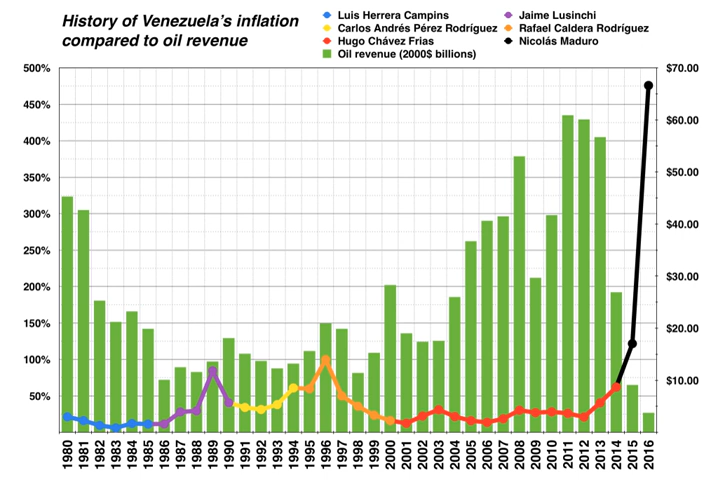 History of Venezuela's inflation
compared to oil revenue
Luis Herrera Campins
Jaime Lusinchi
Carlos Andrés Pérez Rodríguez
Rafael Caldera Rodríguez
Hugo Chávez Frias
Nicolás Maduro
Oil revenue (2000$ billions)
500%
450%
400%
350%
300%
250%
200%
150%
100%
50%
$70.00
$60.00
$50.00
$40.00
$30.00
$20.00
$10.00
1980 1981 1982 1983 1984 1985 1986 1987 1988 1989 1990 1991 1992 1993 1994 1995 1996 1997 1998 1999 2000 2001 2002 2003 2004 2005 2006 2007 2008 2009 2010 2011 2012 2013 2014 2015 2016